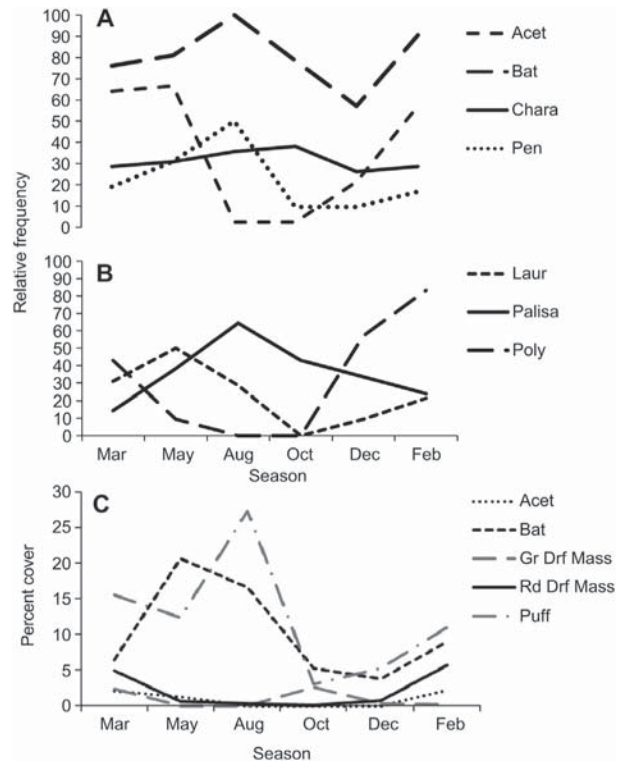 A
100
90
80
70
60
50
40
30
20
10
0
Acet
Bat
Chara
Pen
Relative frequency
B
100
90
80
70
60
50
40
30
20
10
0
Laur
Palisa
Poly
Mar May Aug Oct Dec Feb
Season
C
30
25
20
15
10
5
0
Percent cover
Acet
Bat
Gr Drf Mass
Rd Drf Mass
Puff
Mar May Aug Oct Dec Feb
Season